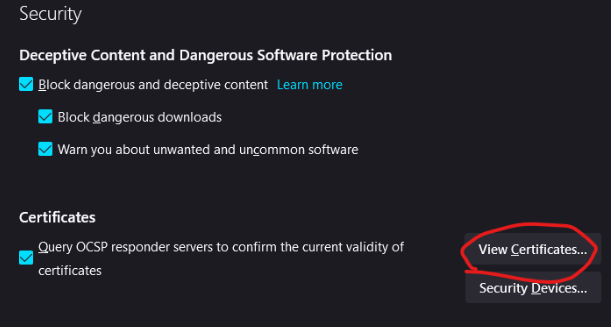 Security
Deceptive Content and Dangerous Software Protection
Block dangerous and deceptive content Learn more
Block dangerous downloads
Warn you about unwanted and uncommon software
Certificates
Query OCSP responder servers to confirm the current validity of
certificates
View Certificates...
Security Devices...